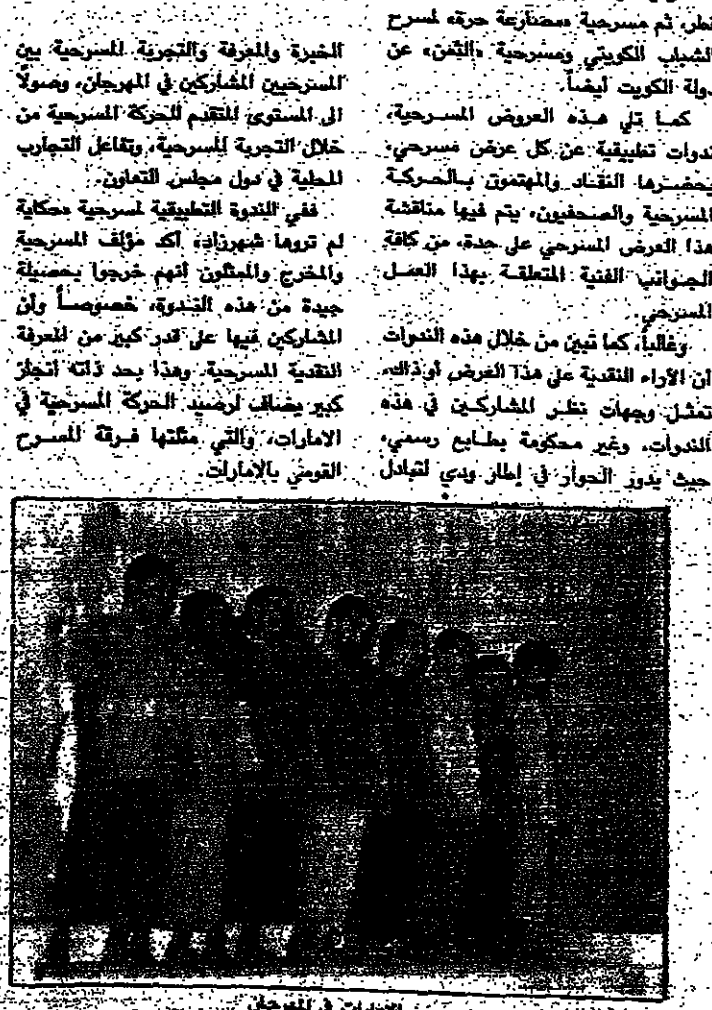 قطر، ثم مسرحية «مصارعة حرة» لمسرح
الشباب الكويتي ومسرحية «الثمن» عن
دولة الكويت أيضاً.
كما تلي هذه العروض المسرحية،
ندوات تطبيقية عن كل عرض مسرحي،
يحضرها النقاد والمهتمون بالحركة
المسرحية والصحفيون، يتم فيها مناقشة
هذا العرض المسرحي على حدة، من كافة
الجوانب الفنية المتعلقة بهذا العمل
المسرحي.
وغالباً، كما تبين من خلال هذه الندوات
أن الآراء النقدية على هذا العرض أو ذاك،
تمثل وجهات نظر المشاركين في هذه
الندوات، وغير محكومة بطابع رسمي،
حيث يدور الحوار في إطار ودي لتبادل
الخبرة والمعرفة والتجربة المسرحية بين
المسرحيين المشاركين في المهرجان، وصولاً
الى المستوى المتقدم للحركة المسرحية من
خلال التجربة المسرحية، وتفاعل التجارب
المحلية في دول مجلس التعاون.
ففي الندوة التطبيقية لمسرحية «حكاية
لم تروها شهرزاد» أكد مؤلف المسرحية
والمخرج والممثلون أنهم خرجوا بحصيلة
جيدة من هذه الندوة، خصوصاً وأن
المشاركين فيها على قدر كبير من المعرفة
النقدية المسرحية. وهذا بحد ذاته انجاز
كبير يضاف لرصيد الحركة المسرحية في
الامارات، والتي مثلتها فرقة المسرح
القومي بالامارات.
الامارات في المهرجان